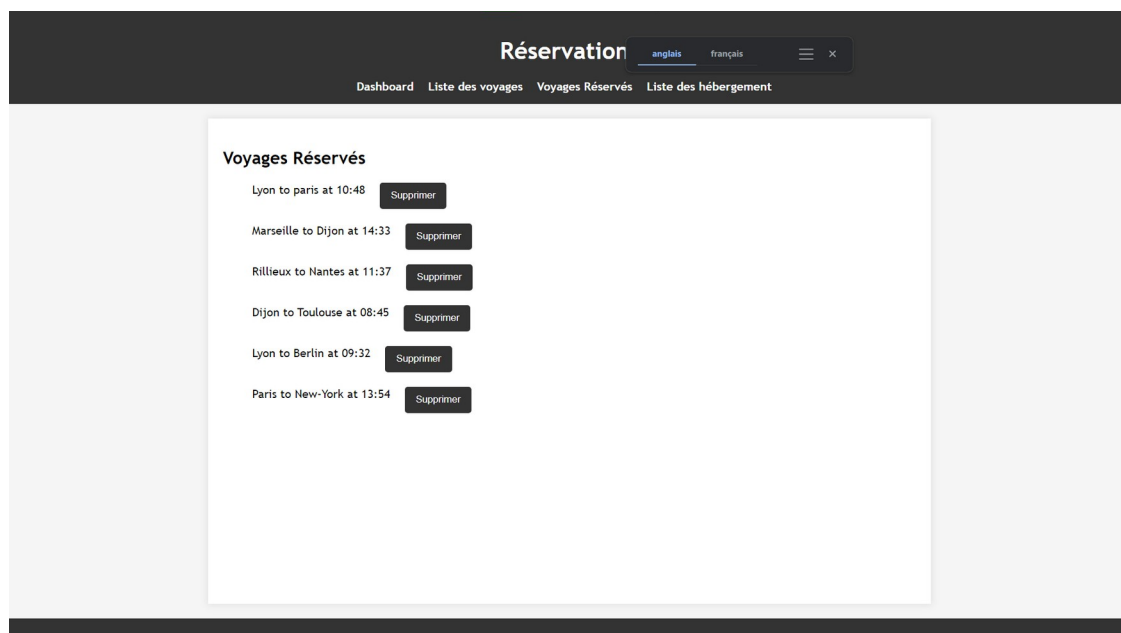 Réservation
anglais français
Dashboard Liste des voyages Voyages Réservés Liste des hébergement
Voyages Réservés
Lyon to paris at 10:48 Supprimer
Marseille to Dijon at 14:33 Supprimer
Rillieux to Nantes at 11:37 Supprimer
Dijon to Toulouse at 08:45 Supprimer
Lyon to Berlin at 09:32 Supprimer
Paris to New-York at 13:54 Supprimer